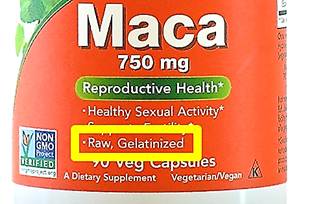 Maca
750 mg
Reproductive Health*
• Healthy Sexual Activity*
• Raw, Gelatinized
NON
GMO
Project
VERIFIED
90 Veg Capsules
A Dietary Supplement Vegetarian/Vegan